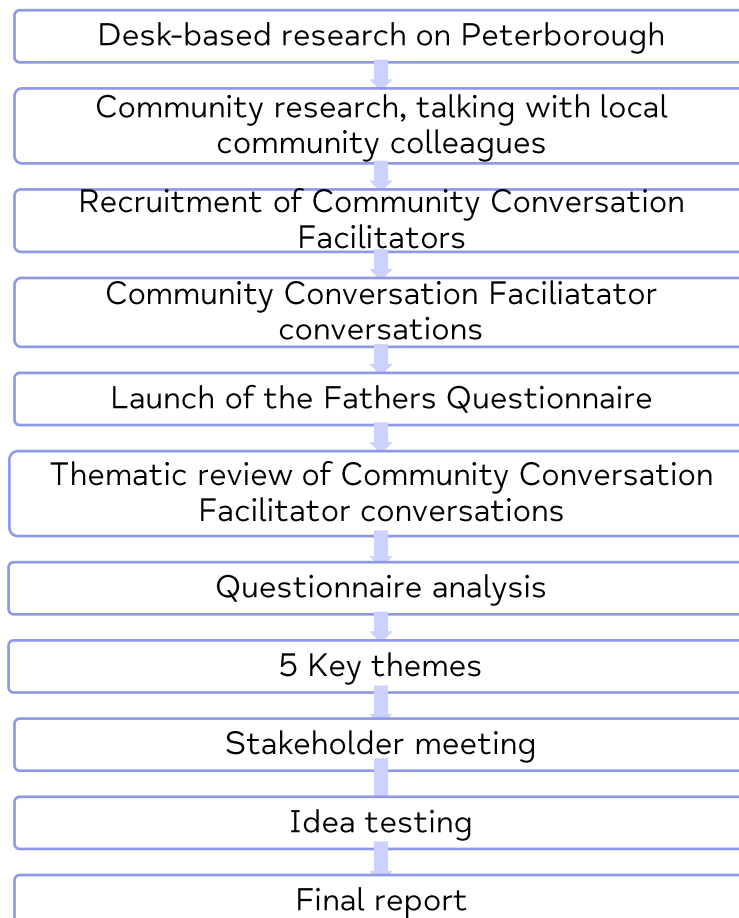 Desk-based research on Peterborough
Community research, talking with local
community colleagues
Recruitment of Community Conversation
Facilitators
Community Conversation Faciliatator
conversations
Launch of the Fathers Questionnaire
Thematic review of Community Conversation
Facilitator conversations
Questionnaire analysis
5 Key themes
Stakeholder meeting
Idea testing
Final report